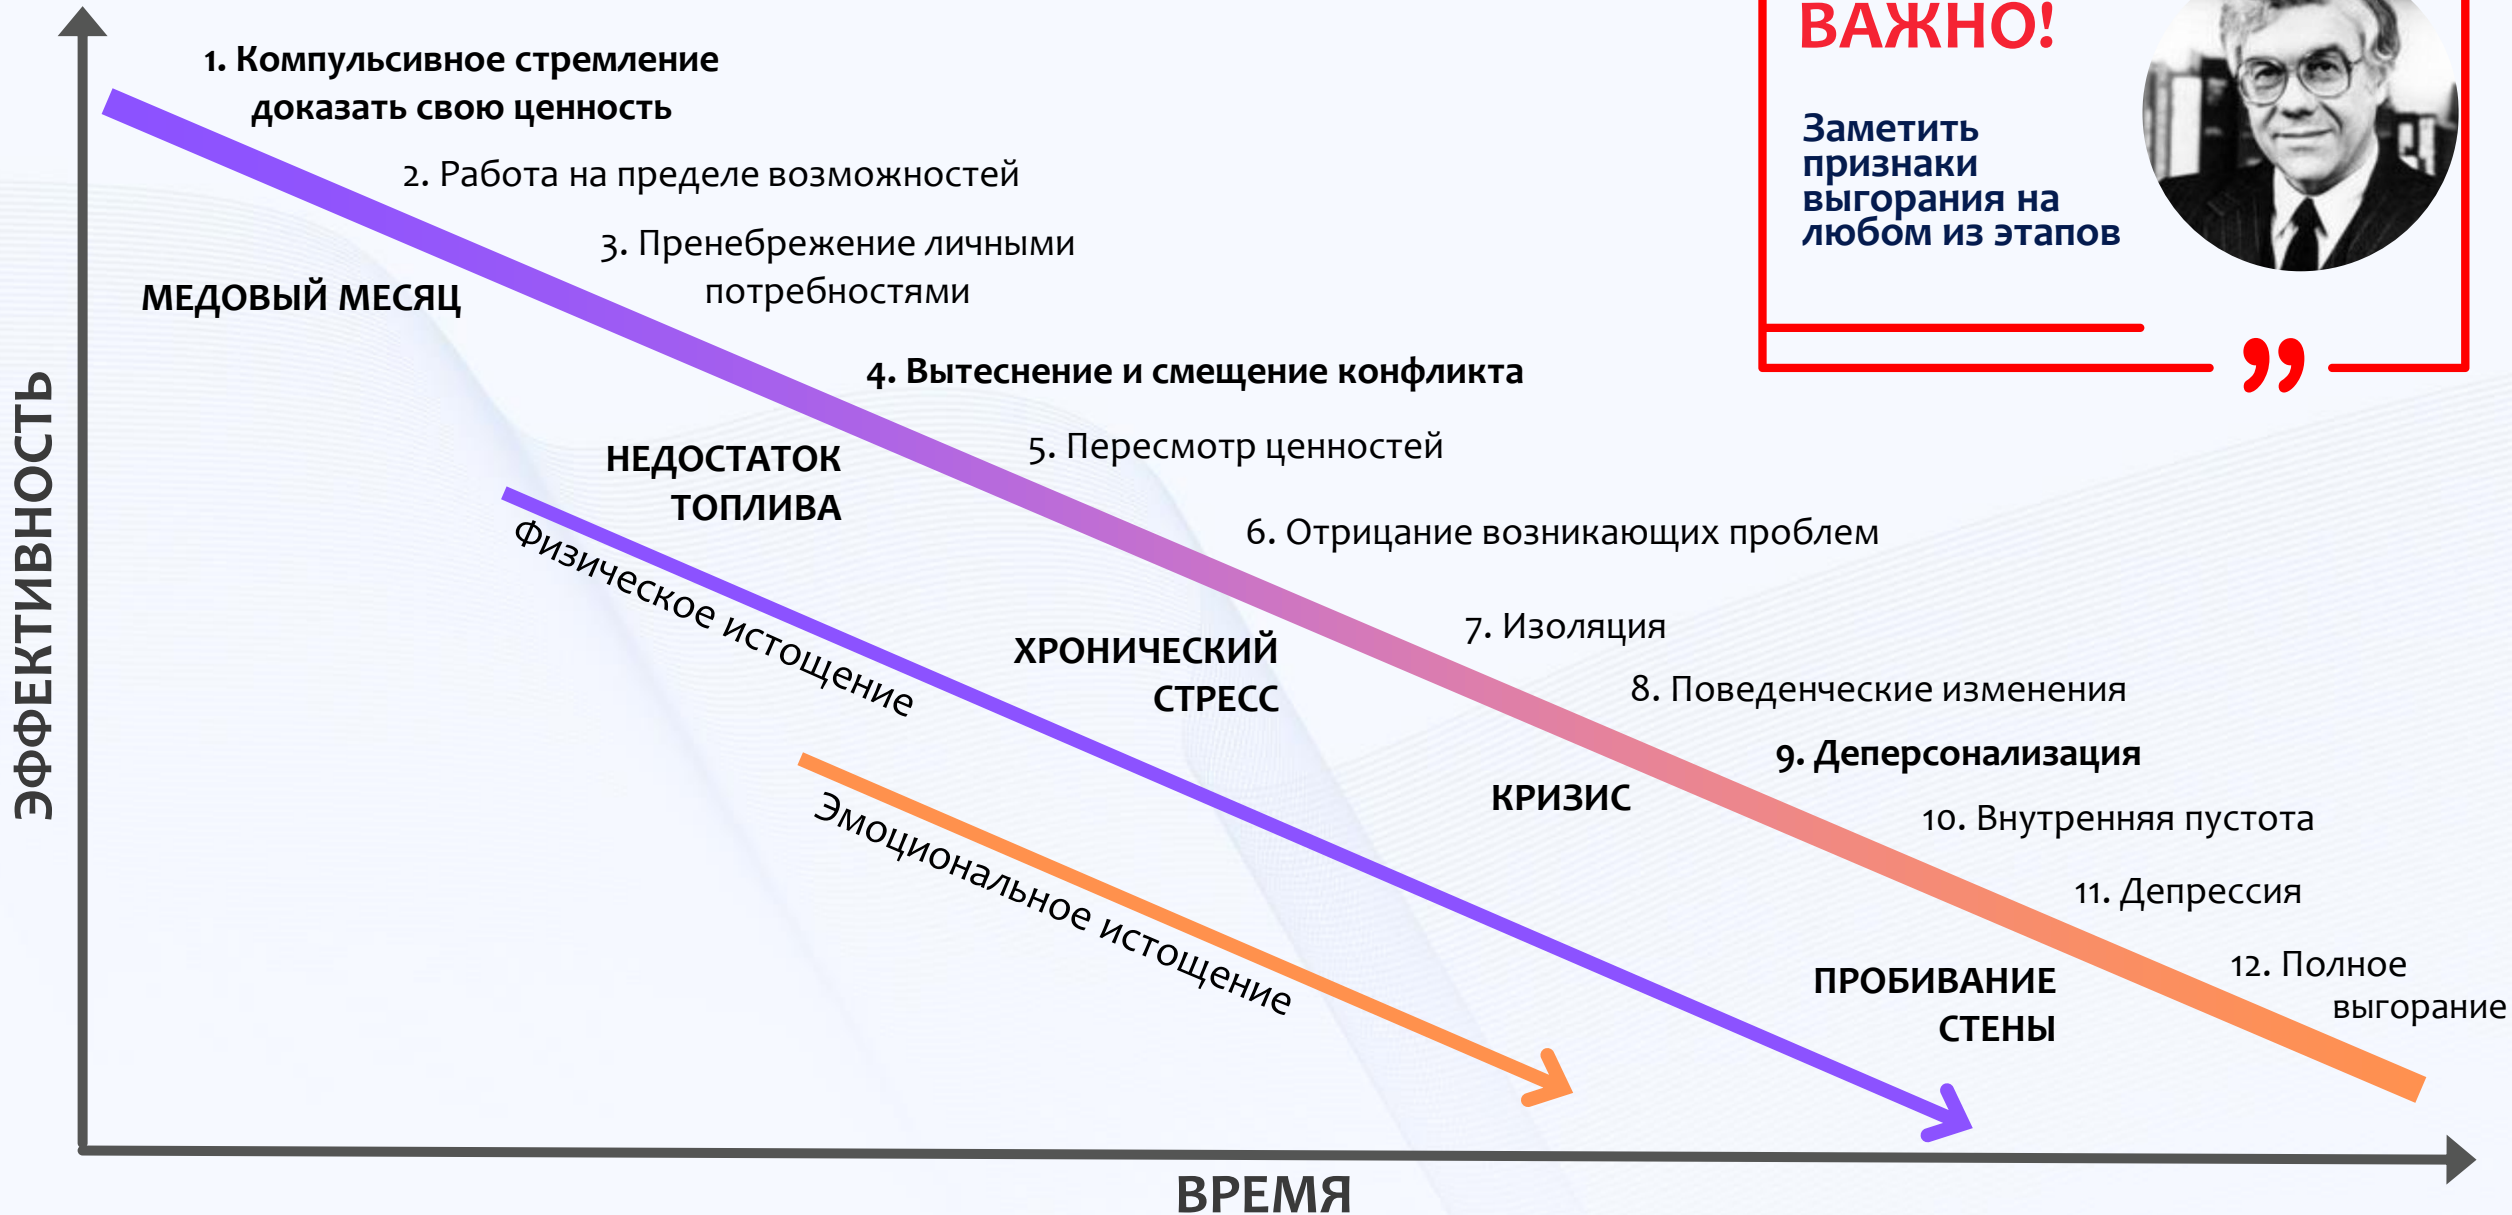 1. Компульсивное стремление
доказать свою ценность
2. Работа на пределе возможностей
3. Пренебрежение личными
потребностями
4. Вытеснение и смещение конфликта
5. Пересмотр ценностей
6. Отрицание возникающих проблем
7. Изоляция
8. Поведенческие изменения
9. Деперсонализация
10. Внутренняя пустота
11. Депрессия
12. Полное
выгорание
МЕДОВЫЙ МЕСЯЦ
НЕДОСТАТОК
ТОПЛИВА
ХРОНИЧЕСКИЙ
СТРЕСС
КРИЗИС
ПРОБИВАНИЕ
СТЕНЫ
Физическое истощение
Эмоциональное истощение
ЭФФЕКТИВНОСТЬ
ВРЕМЯ
ВАЖНО!
Заметить
признаки
выгорания на
любом из этапов
”